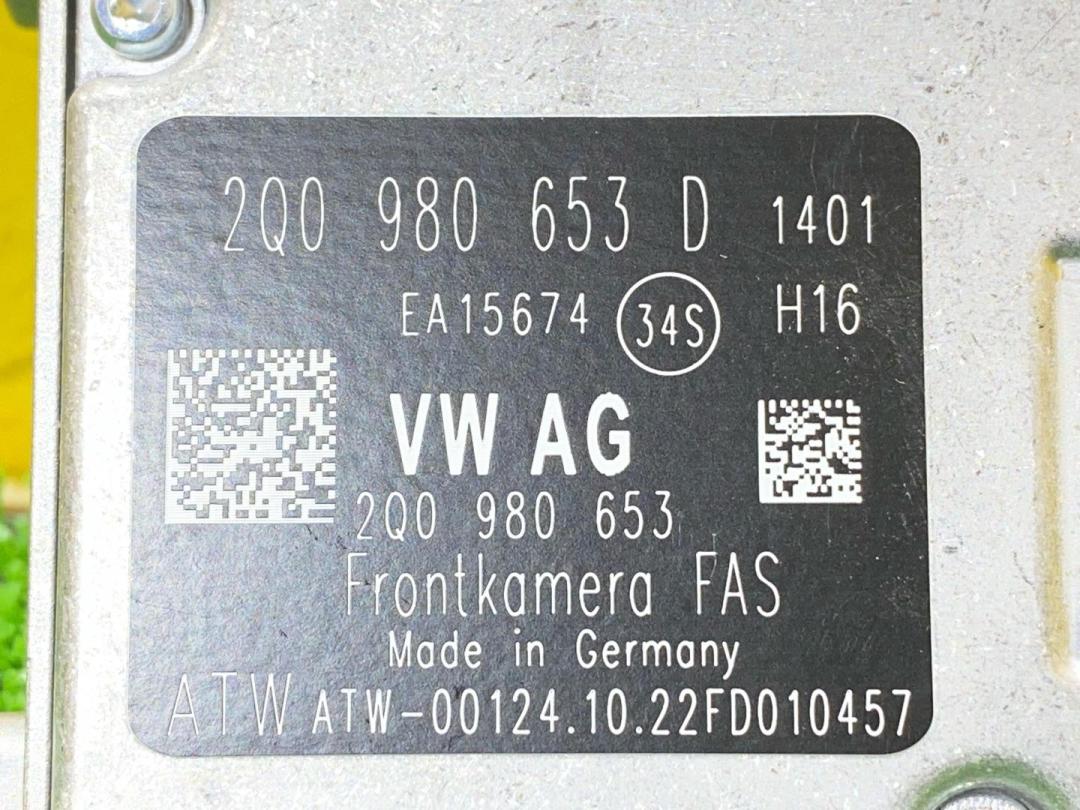 2Q0 980 653 D 1401
EA15674 34S H16
VW AG
2Q0 980 653
Frontkamera FAS
Made in Germany
ATW ATW-00124.10.22FD010457